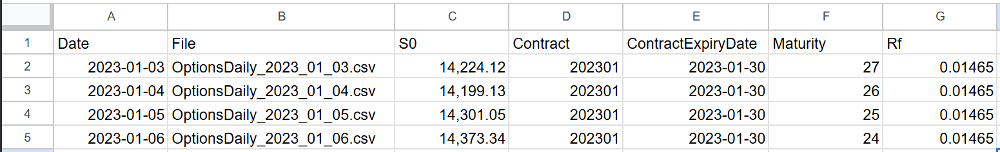 A B C D E F G
1 Date File S0 Contract ContractExpiryDate Maturity Rf
2 2023-01-03 OptionsDaily_2023_01_03.csv 14,224.12 202301 2023-01-30 27 0.01465
3 2023-01-04 OptionsDaily_2023_01_04.csv 14,199.13 202301 2023-01-30 26 0.01465
4 2023-01-05 OptionsDaily_2023_01_05.csv 14,301.05 202301 2023-01-30 25 0.01465
5 2023-01-06 OptionsDaily_2023_01_06.csv 14,373.34 202301 2023-01-30 24 0.01465